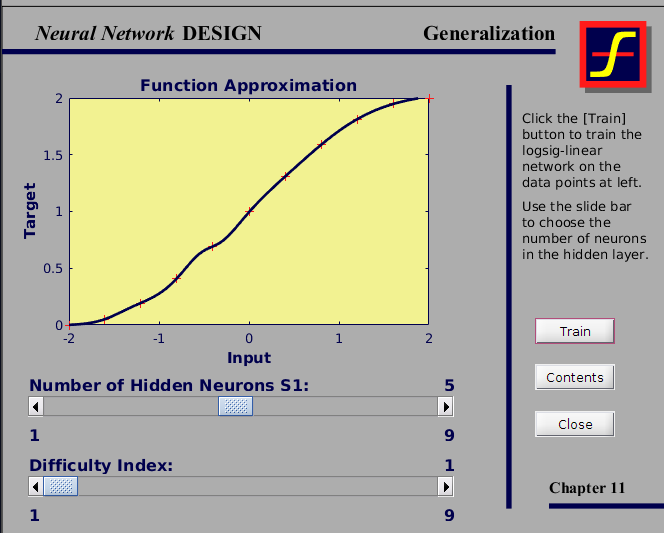 Neural Network DESIGN
Generalization
Function Approximation
2
1.5
1
0.5
0
Target
-2 -1 0 1 2
Input
Click the [Train]
button to train the
logsig-linear
network on the
data points at left.
Use the slide bar
to choose the
number of neurons
in the hidden layer.
Train
Contents
Close
Number of Hidden Neurons S1: 5
1 9
Difficulty Index: 1
1 9
Chapter 11